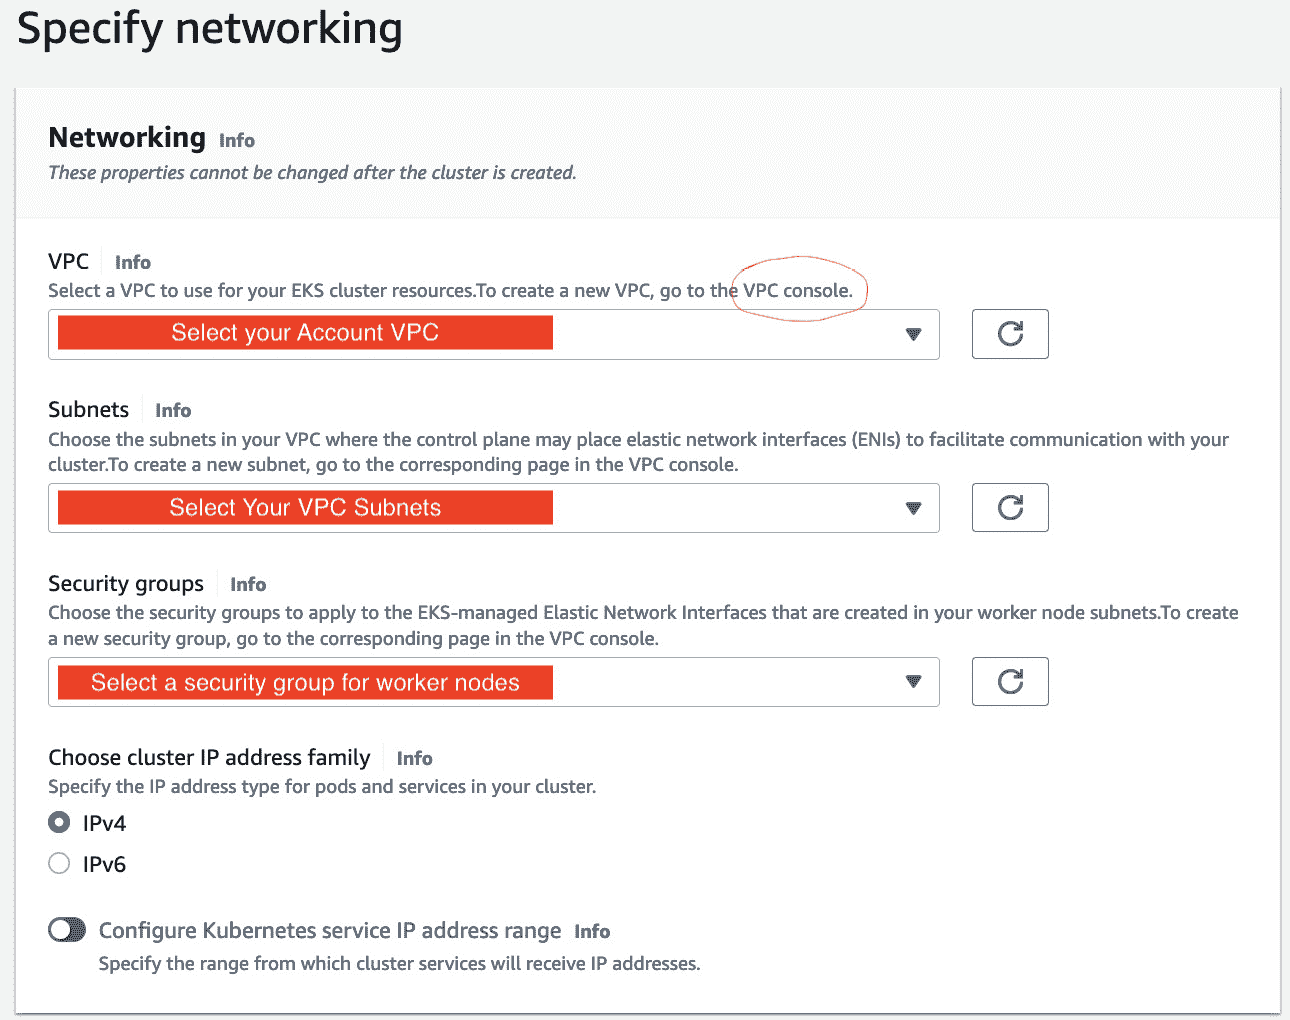 Specify networking
Networking Info
These properties cannot be changed after the cluster is created.
VPC Info
Select a VPC to use for your EKS cluster resources.To create a new VPC, go to the VPC console.
Select your Account VPC
Subnets Info
Choose the subnets in your VPC where the control plane may place elastic network interfaces (ENIs) to facilitate communication with your
cluster.To create a new subnet, go to the corresponding page in the VPC console.
Select Your VPC Subnets
Security groups Info
Choose the security groups to apply to the EKS-managed Elastic Network Interfaces that are created in your worker node subnets.To create
a new security group, go to the corresponding page in the VPC console.
Select a security group for worker nodes
Choose cluster IP address family Info
Specify the IP address type for pods and services in your cluster.
IPv4
IPv6
Configure Kubernetes service IP address range Info
Specify the range from which cluster services will receive IP addresses.